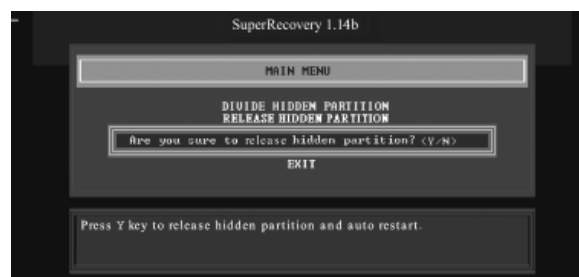 SuperRecovery 1.14b
MAIN MENU
DIVIDE HIDDEN PARTITION
RELEASE HIDDEN PARTITION
Are you sure to release hidden partition? (Y/N)
EXIT
Press Y key to release hidden partition and auto restart.